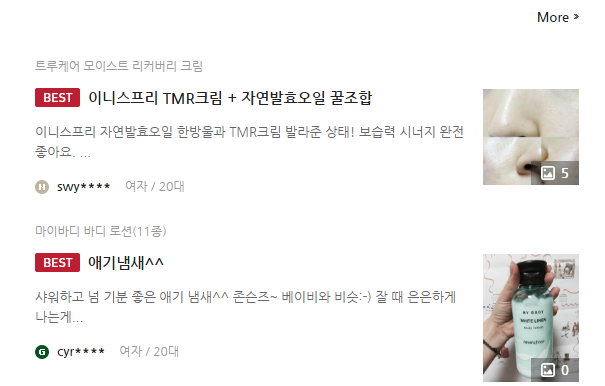 More >
트루케어 모이스트 리커버리 크림
BEST 이니스프리 TMR크림 + 자연발효오일 꿀조합
이니스프리 자연발효오일 한방울과 TMR크림 발라준 상태! 보습력 시너지 완전
좋아요. ...
5
N swy**** 여자 / 20대
마이바디 바디 로션(11종)
BEST 애기냄새^^
샤워하고 넘 기분 좋은 애기 냄새^^ 존슨즈~ 베이비와 비슷:-) 잘 때 은은하게
나는게...
MY BODY
WHITE LINEN
innisfree
0
G cyr**** 여자 / 20대